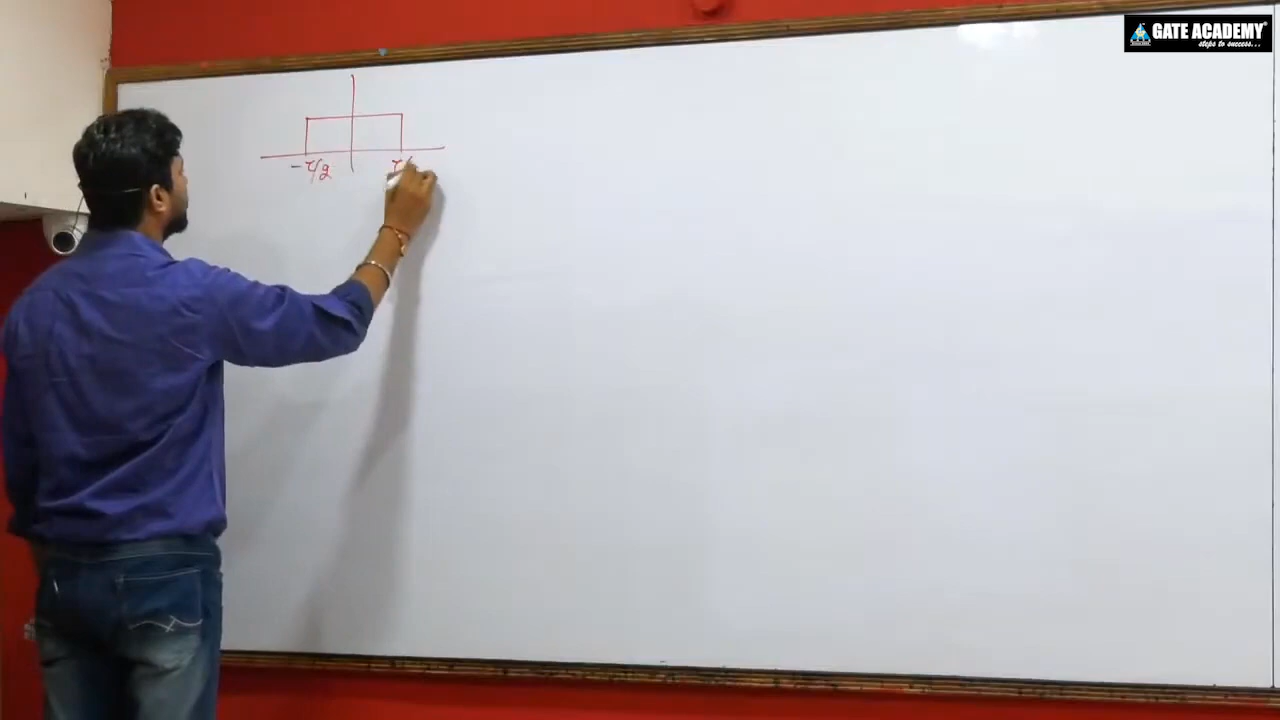 GATE ACADEMY
steps to success...
-τ/2 τ/